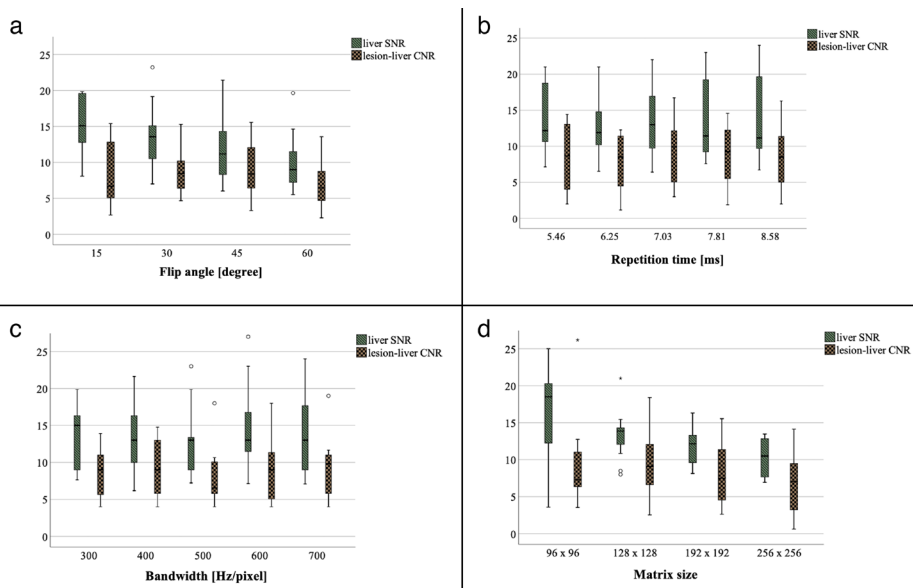 a
liver SNR
lesion-liver CNR
25
20
15
10
5
0
15 30 45 60
Flip angle [degree]
b
liver SNR
lesion-liver CNR
25
20
15
10
5
0
5.46 6.25 7.03 7.81 8.58
Repetition time [ms]
c
liver SNR
lesion-liver CNR
25
20
15
10
5
0
300 400 500 600 700
Bandwidth [Hz/pixel]
d
liver SNR
lesion-liver CNR
25
20
15
10
5
0
96 x 96 128 x 128 192 x 192 256 x 256
Matrix size